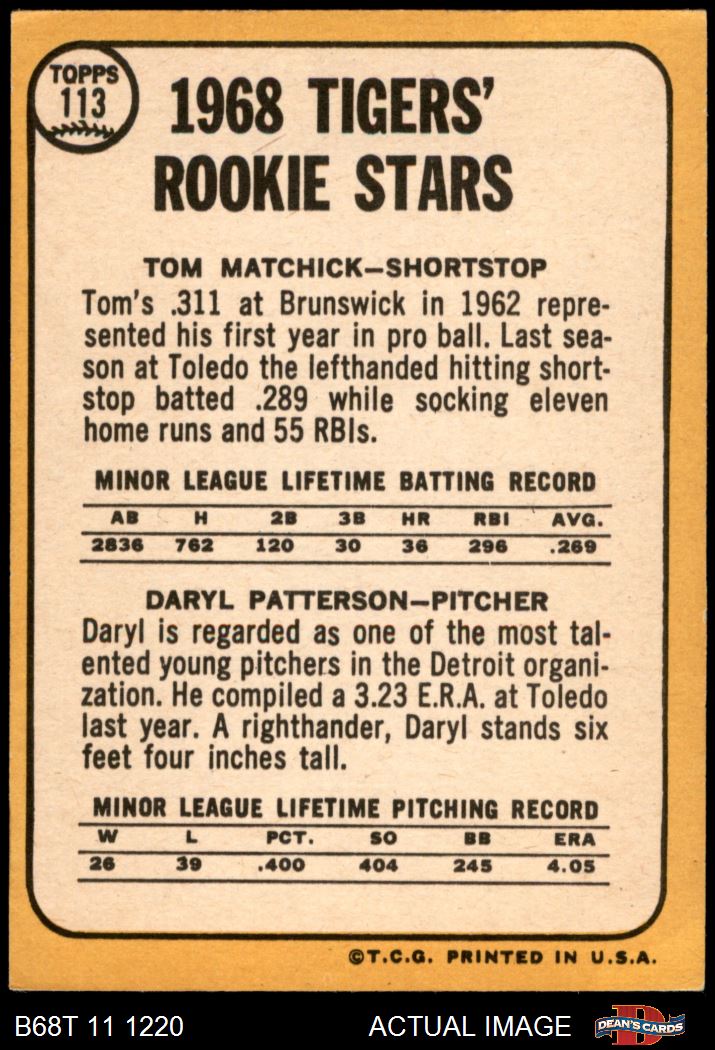 TOPPS
113
1968 TIGERS'
ROOKIE STARS
TOM MATCHICK—SHORTSTOP
Tom's .311 at Brunswick in 1962 repre-
sented his first year in pro ball. Last sea-
son at Toledo the lefthanded hitting short-
stop batted .289 while socking eleven
home runs and 55 RBIs.
MINOR LEAGUE LIFETIME BATTING RECORD
AB H 2B 3B HR RBI AVG.
2836 762 120 30 36 296 .269
DARYL PATTERSON—PITCHER
Daryl is regarded as one of the most tal-
ented young pitchers in the Detroit organi-
zation. He compiled a 3.23 E.R.A. at Toledo
last year. A righthander, Daryl stands six
feet four inches tall.
MINOR LEAGUE LIFETIME PITCHING RECORD
W L PCT. SO BB ERA
26 39 .400 404 245 4.05
©T.C.G. PRINTED IN U.S.A.
B68T 11 1220 ACTUAL IMAGE D DEAN'S CARDS